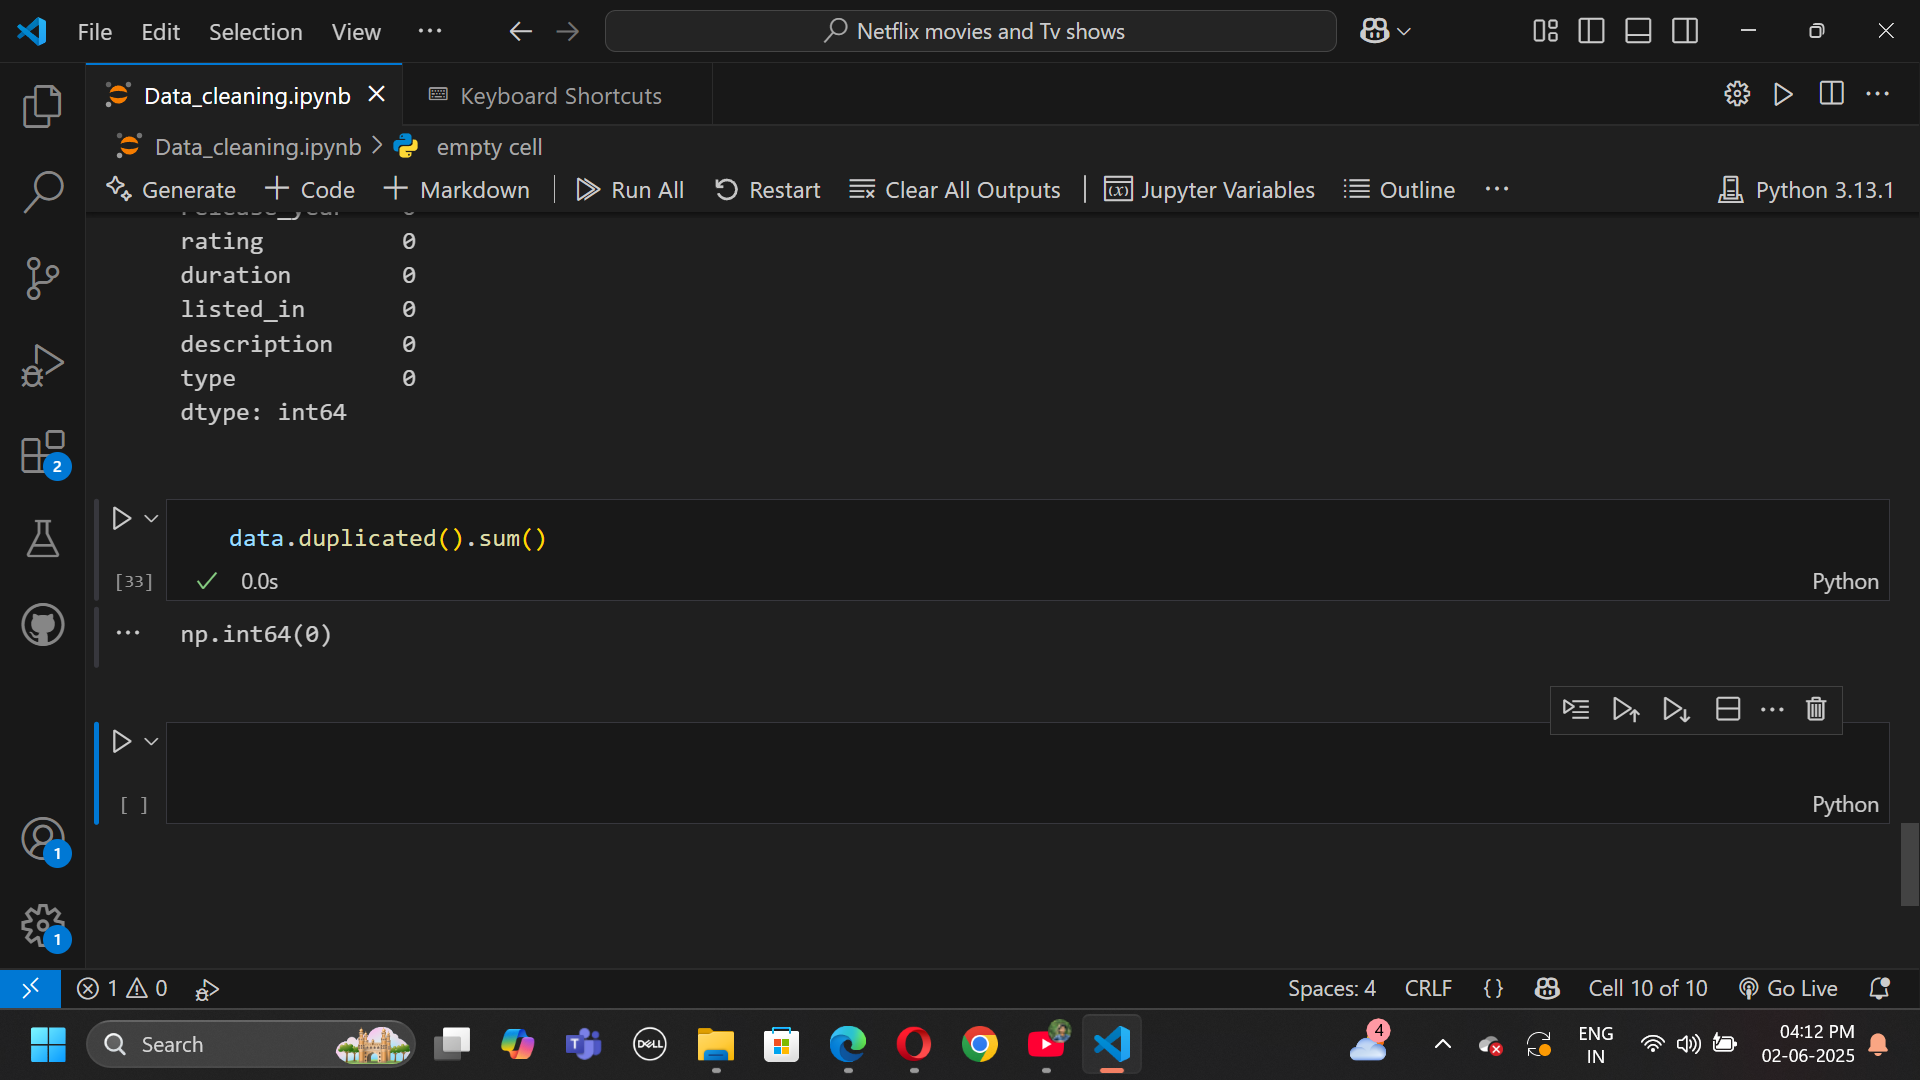 File Edit Selection View ··· Netflix movies and Tv shows
Data_cleaning.ipynb Keyboard Shortcuts
Data_cleaning.ipynb > empty cell
Generate + Code + Markdown | Run All Restart Clear All Outputs | Jupyter Variables Outline ··· Python 3.13.1
release_year 0
rating 0
duration 0
listed_in 0
description 0
type 0
dtype: int64
data.duplicated().sum()
[33] 0.0s Python
··· np.int64(0)
[ ] Python
2
1
1
1 0 Spaces: 4 CRLF {} Cell 10 of 10 Go Live
Search DELL 4 ENG 04:12 PM
IN 02-06-2025